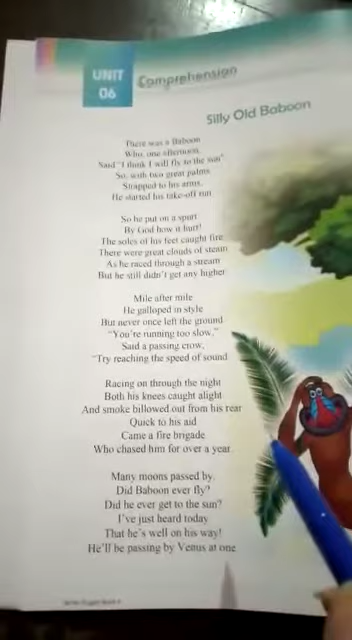 UNIT
06
Comprehension
Silly Old Baboon
There was a Baboon
Who, one afternoon,
Said "I think I will fly to the sun"
So, with two great palms
Strapped to his arms,
He started his take-off run
So he put on a spurt
By God how it hurt!
The soles of his feet caught fire
There were great clouds of steam
As he raced through a stream
But he still didn't get any higher
Mile after mile
He galloped in style
But never once left the ground
"You're running too slow,"
Said a passing crow,
"Try reaching the speed of sound
Racing on through the night
Both his knees caught alight
And smoke billowed out from his rear
Quick to his aid
Came a fire brigade
Who chased him for over a year
Many moons passed by
Did Baboon ever fly?
Did he ever get to the sun?
I've just heard today
That he's well on his way!
He'll be passing by Venus at one